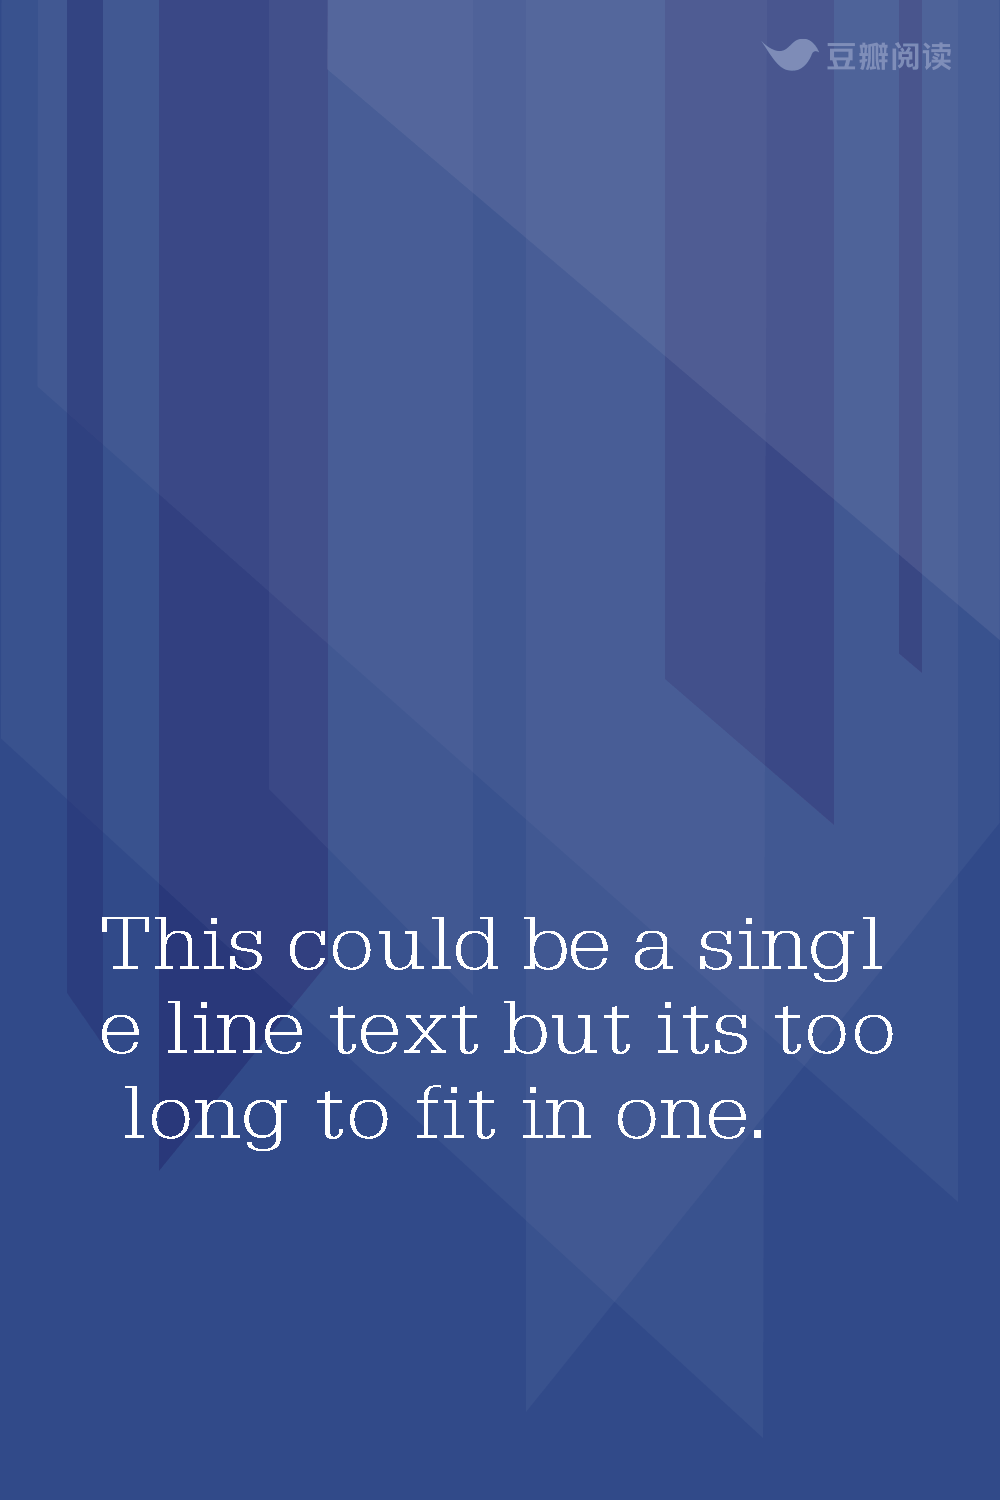 豆瓣阅读
This could be a singl
e line text but its too
long to fit in one.